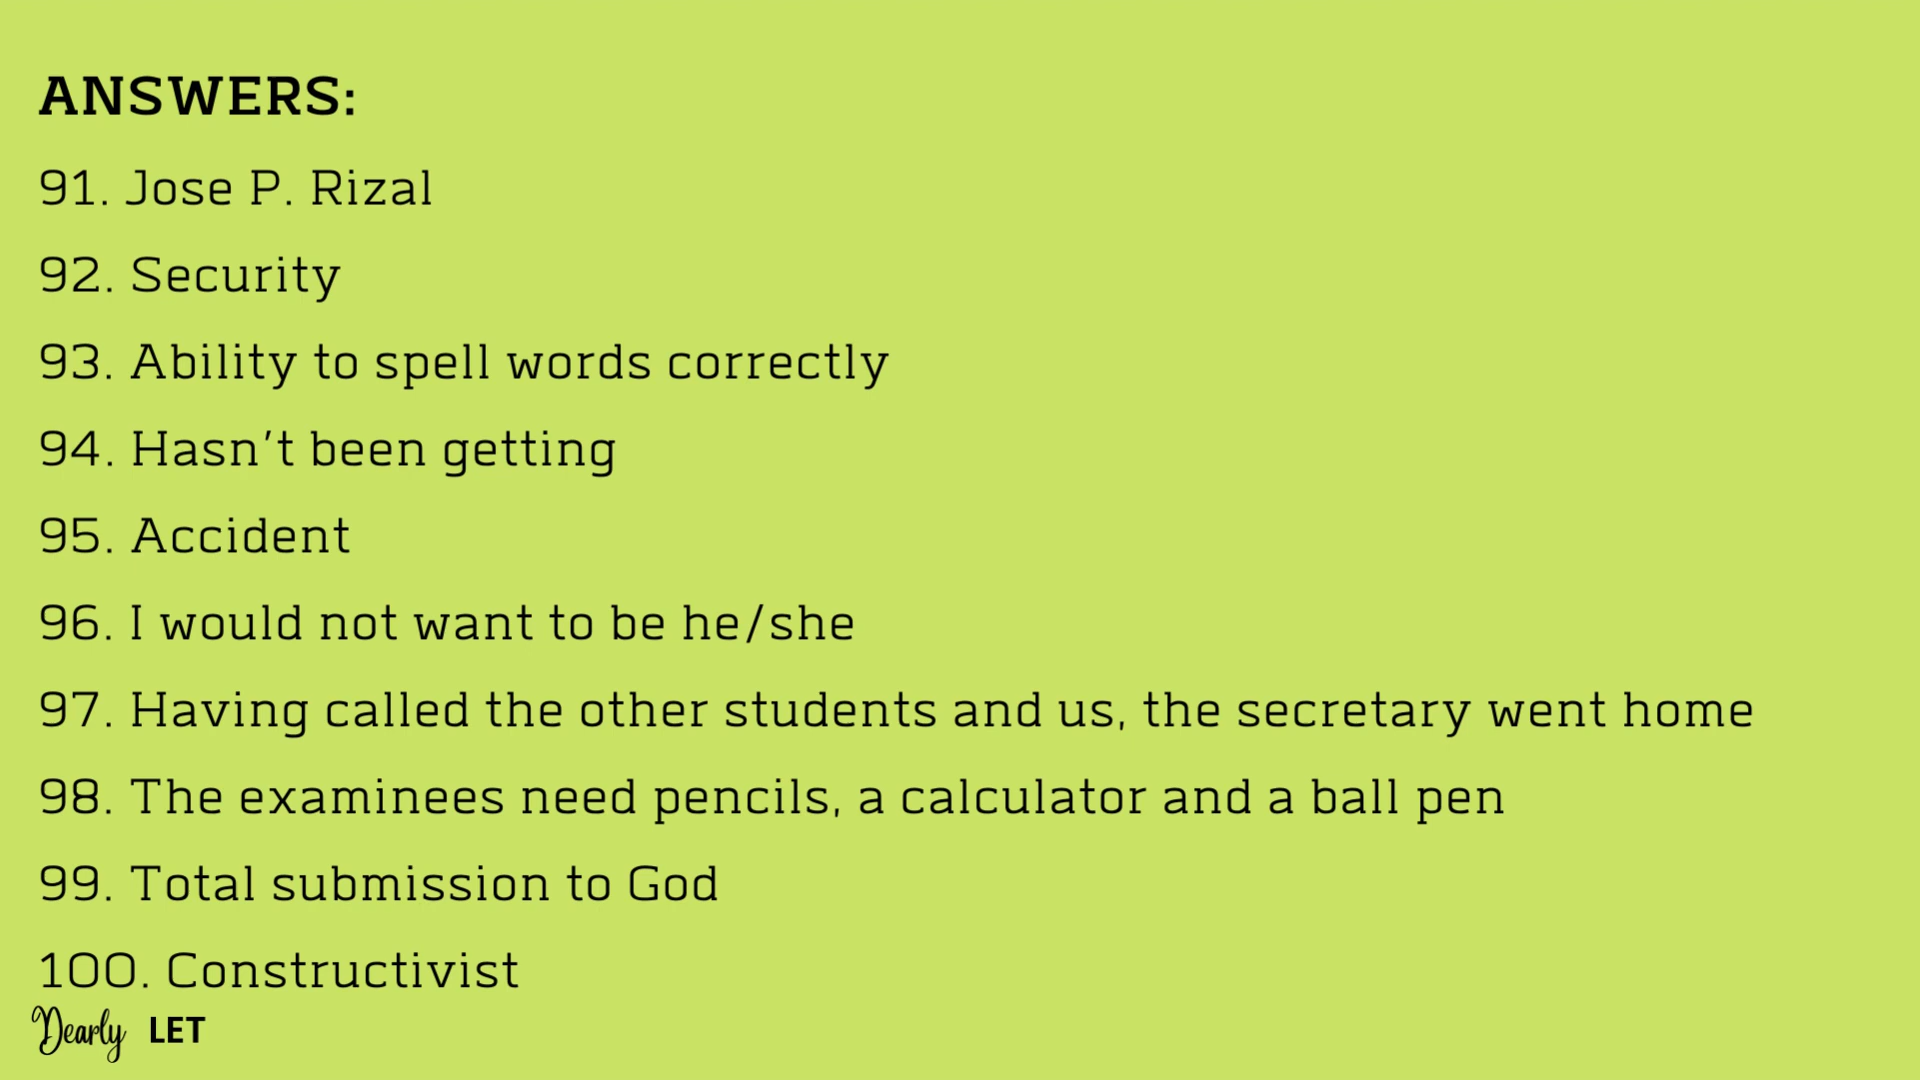 ANSWERS:
91. Jose P. Rizal
92. Security
93. Ability to spell words correctly
94. Hasn't been getting
95. Accident
96. I would not want to be he/she
97. Having called the other students and us, the secretary went home
98. The examinees need pencils, a calculator and a ball pen
99. Total submission to God
100. Constructivist
Dearly LET